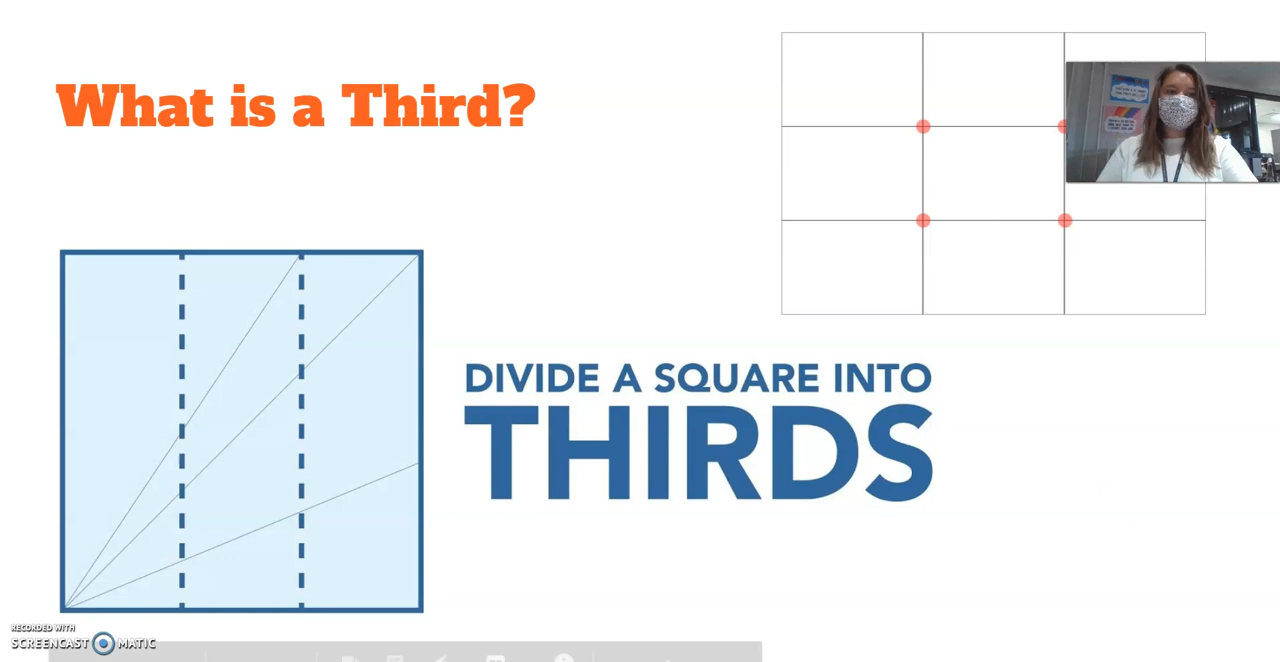 What is a Third?
DIVIDE A SQUARE INTO
THIRDS
RECORDED WITH
SCREENCAST MATIC